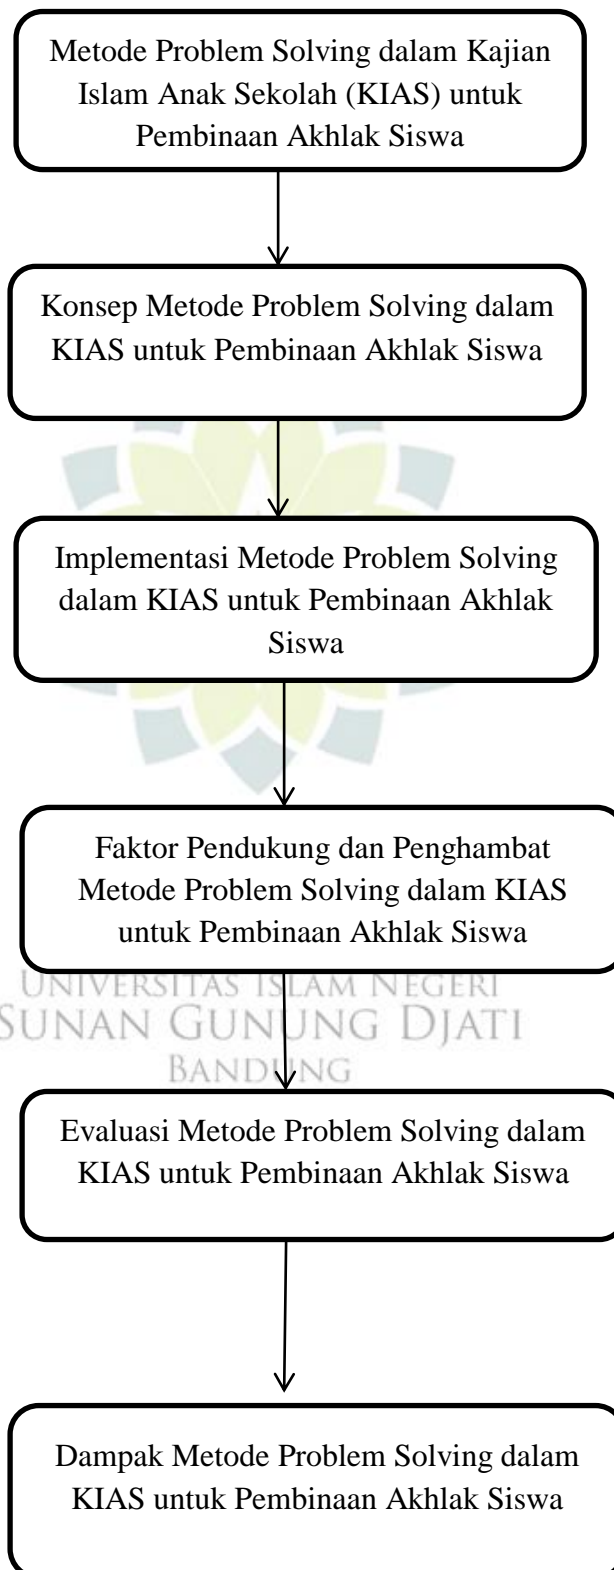 Metode Problem Solving dalam Kajian
Islam Anak Sekolah (KIAS) untuk
Pembinaan Akhlak Siswa
Konsep Metode Problem Solving dalam
KIAS untuk Pembinaan Akhlak Siswa
Implementasi Metode Problem Solving
dalam KIAS untuk Pembinaan Akhlak
Siswa
Faktor Pendukung dan Penghambat
Metode Problem Solving dalam KIAS
untuk Pembinaan Akhlak Siswa
UNIVERSITAS ISLAM NEGERI
SUNAN GUNUNG DJATI
BANDUNG
Evaluasi Metode Problem Solving dalam
KIAS untuk Pembinaan Akhlak Siswa
Dampak Metode Problem Solving dalam
KIAS untuk Pembinaan Akhlak Siswa